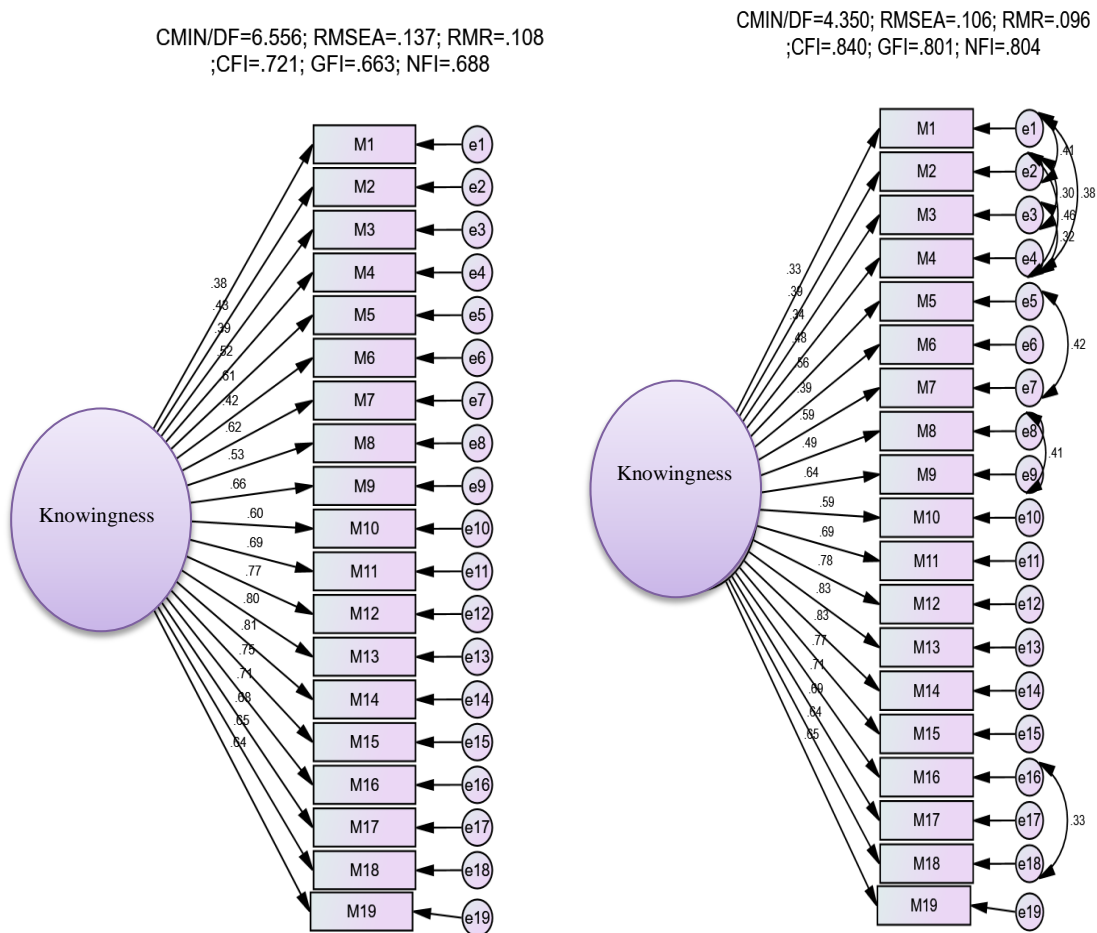 CMIN/DF=6.556; RMSEA=.137; RMR=.108
;CFI=.721; GFI=.663; NFI=.688
M1
e1
M2
e2
M3
e3
M4
e4
M5
e5
M6
e6
M7
e7
M8
e8
M9
e9
M10
e10
M11
e11
M12
e12
M13
e13
M14
e14
M15
e15
M16
e16
M17
e17
M18
e18
M19
e19
.38
.43
.39
.52
.61
.42
.62
.53
.66
.60
.69
.77
.80
.81
.75
.71
.68
.65
.64
Knowingness
CMIN/DF=4.350; RMSEA=.106; RMR=.096
;CFI=.840; GFI=.801; NFI=.804
M1
e1
M2
e2
M3
e3
M4
e4
M5
e5
M6
e6
M7
e7
M8
e8
M9
e9
M10
e10
M11
e11
M12
e12
M13
e13
M14
e14
M15
e15
M16
e16
M17
e17
M18
e18
M19
e19
.33
.39
.34
.48
.56
.39
.59
.49
.64
.59
.69
.78
.83
.83
.77
.71
.69
.64
.65
Knowingness
.41
.30
.38
.46
.32
.42
.41
.33